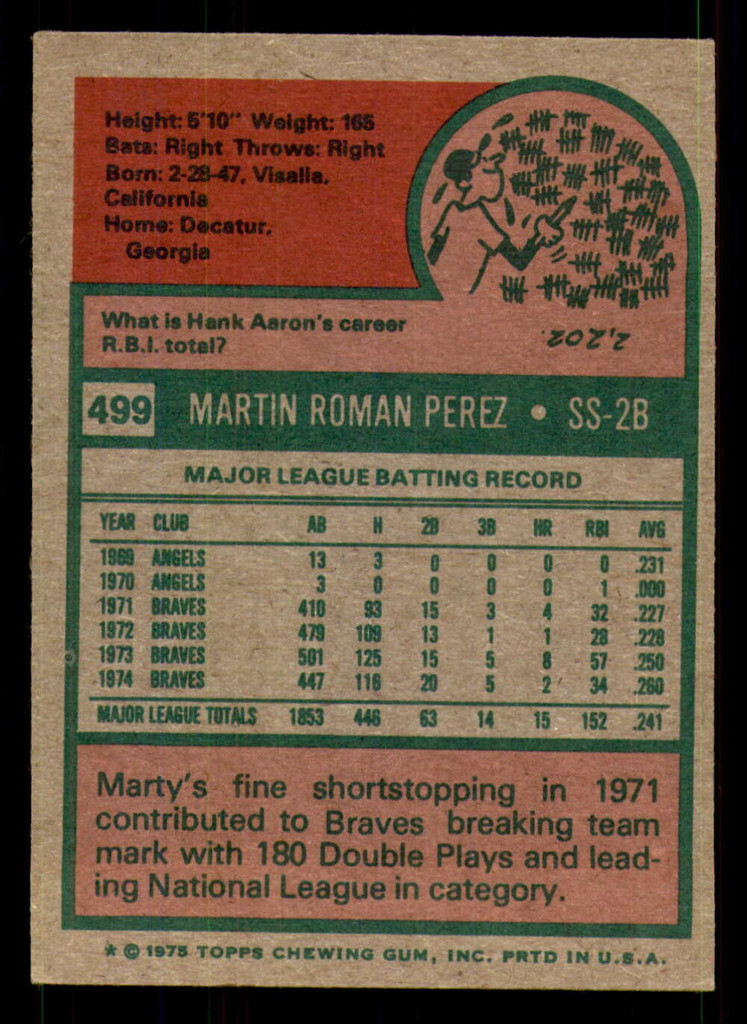 Height: 5'10" Weight: 165
Bats: Right Throws: Right
Born: 2-28-47, Visalia,
California
Home: Decatur,
Georgia
What is Hank Aaron's career
R.B.I. total?
2,202.
499 MARTIN ROMAN PEREZ • SS-2B
MAJOR LEAGUE BATTING RECORD
YEAR CLUB AB H 2B 3B HR RBI AVG
1969 ANGELS 13 3 0 0 0 0 .231
1970 ANGELS 3 0 0 0 0 1 .000
1971 BRAVES 410 93 15 3 4 32 .227
1972 BRAVES 479 109 13 1 1 28 .228
1973 BRAVES 501 125 15 5 8 57 .250
1974 BRAVES 447 116 20 5 2 34 .260
MAJOR LEAGUE TOTALS 1853 446 63 14 15 152 .241
Marty's fine shortstopping in 1971
contributed to Braves breaking team
mark with 180 Double Plays and lead-
ing National League in category.
* © 1975 TOPPS CHEWING GUM, INC. PRTD IN U.S.A.